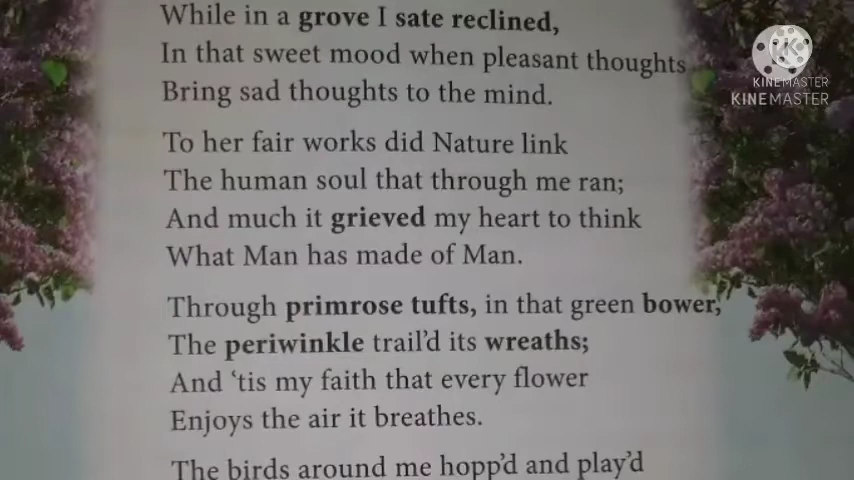 While in a grove I sate reclined,
In that sweet mood when pleasant thoughts
Bring sad thoughts to the mind.
To her fair works did Nature link
The human soul that through me ran;
And much it grieved my heart to think
What Man has made of Man.
Through primrose tufts, in that green bower,
The periwinkle trail’d its wreaths;
And ‘tis my faith that every flower
Enjoys the air it breathes.
The birds around me hopp’d and play’d
K
KINEMASTER
KINEMASTER